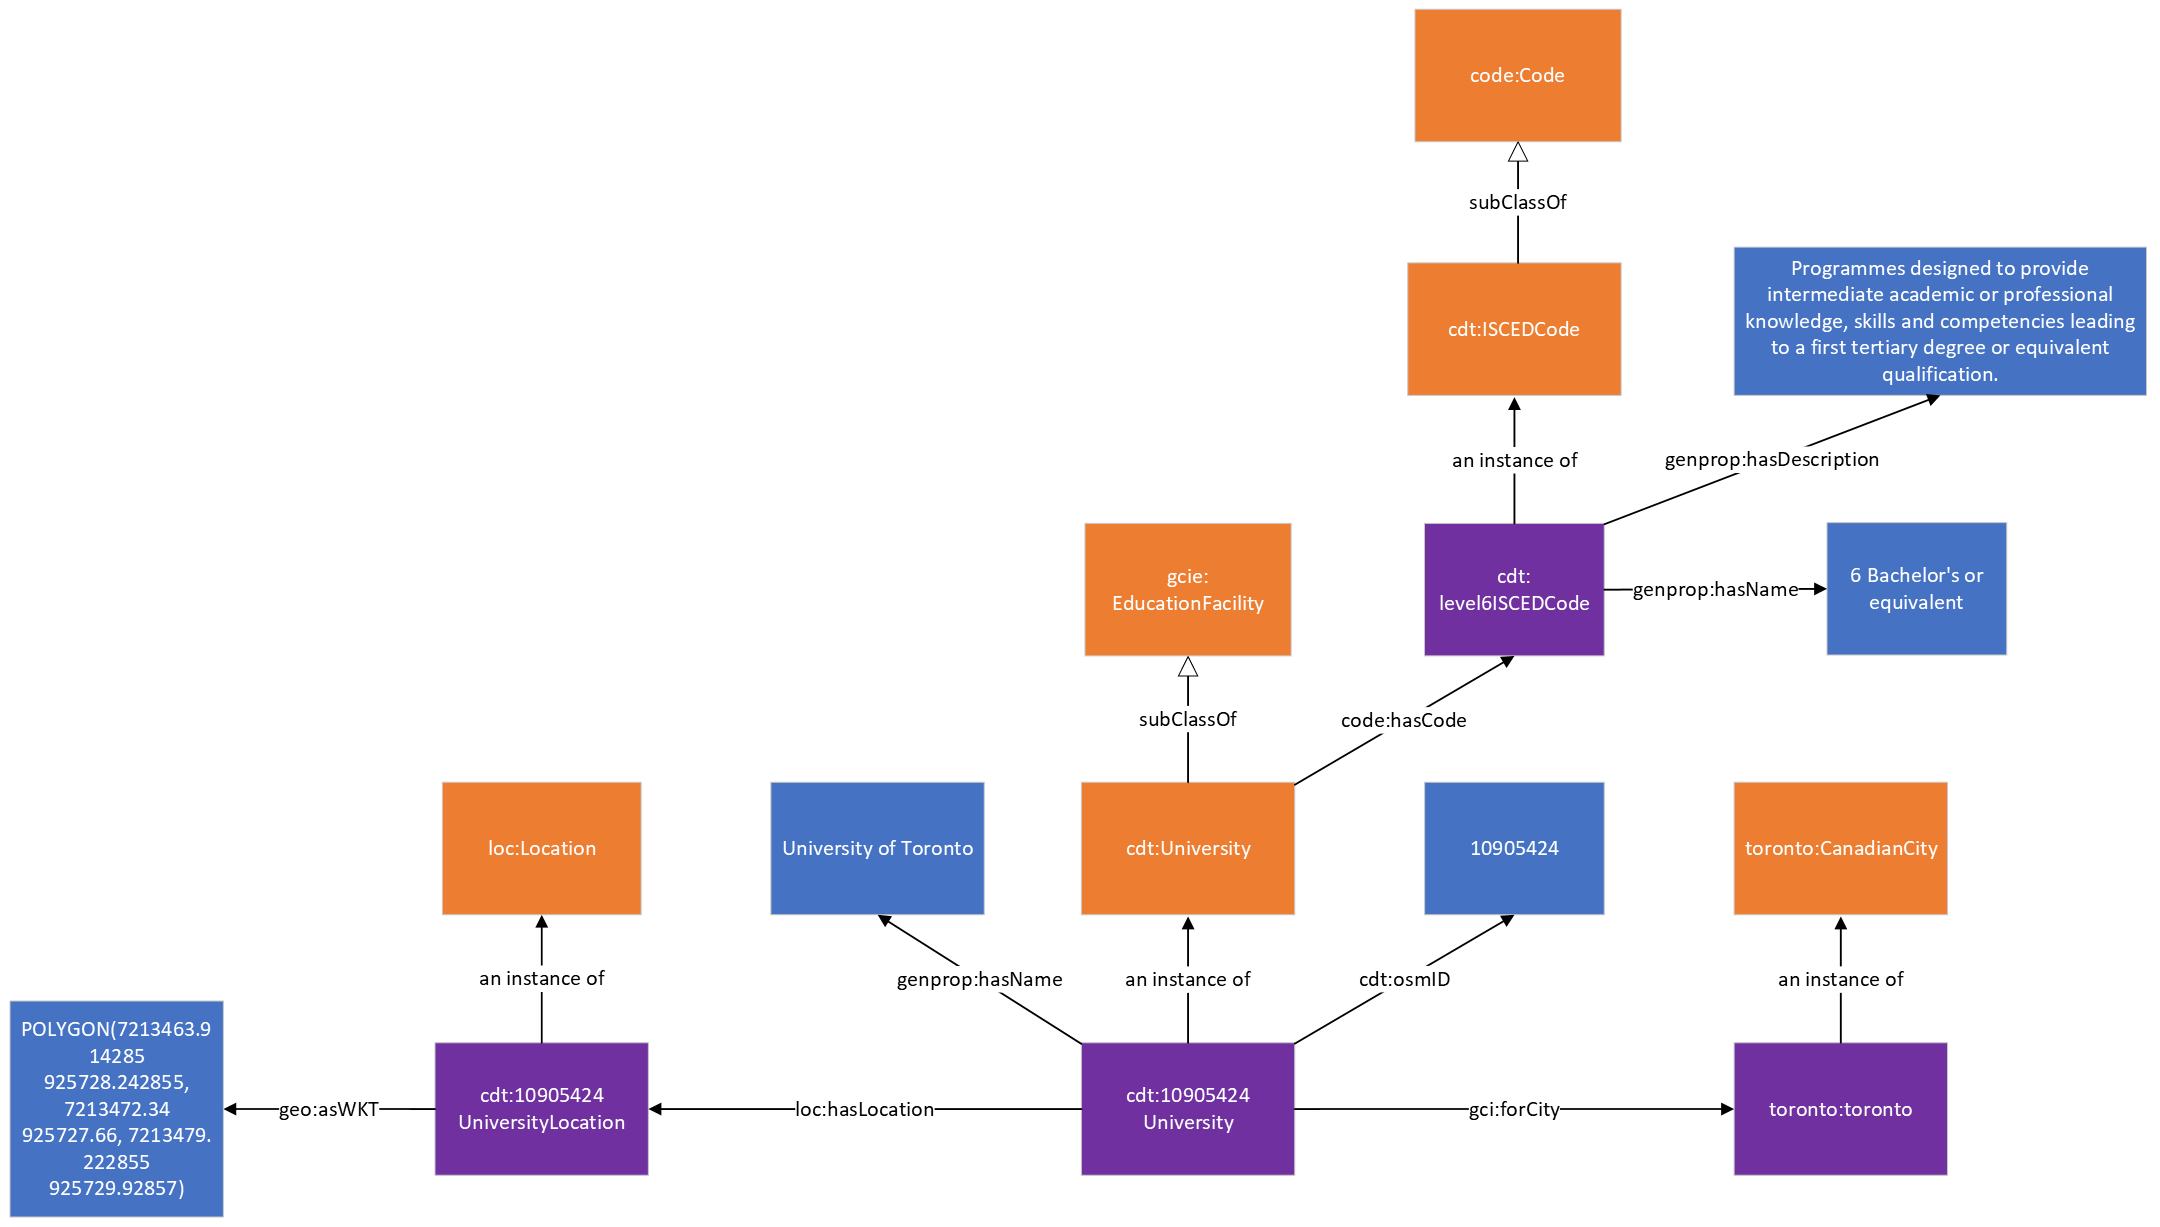 code:Code
subClassOf
cdt:ISCEDCode
Programmes designed to provide
intermediate academic or professional
knowledge, skills and competencies leading
to a first tertiary degree or equivalent
qualification.
an instance of
genprop:hasDescription
gcie:
EducationFacility
cdt:
level6ISCEDCode
genprop:hasName
6 Bachelor's or
equivalent
subClassOf
code:hasCode
loc:Location
University of Toronto
cdt:University
10905424
toronto:CanadianCity
an instance of
genprop:hasName
an instance of
cdt:osmID
an instance of
POLYGON(7213463.9
14285
925728.242855,
7213472.34
925727.66, 7213479.
222855
925729.92857)
geo:asWKT
cdt:10905424
UniversityLocation
loc:hasLocation
cdt:10905424
University
gci:forCity
toronto:toronto